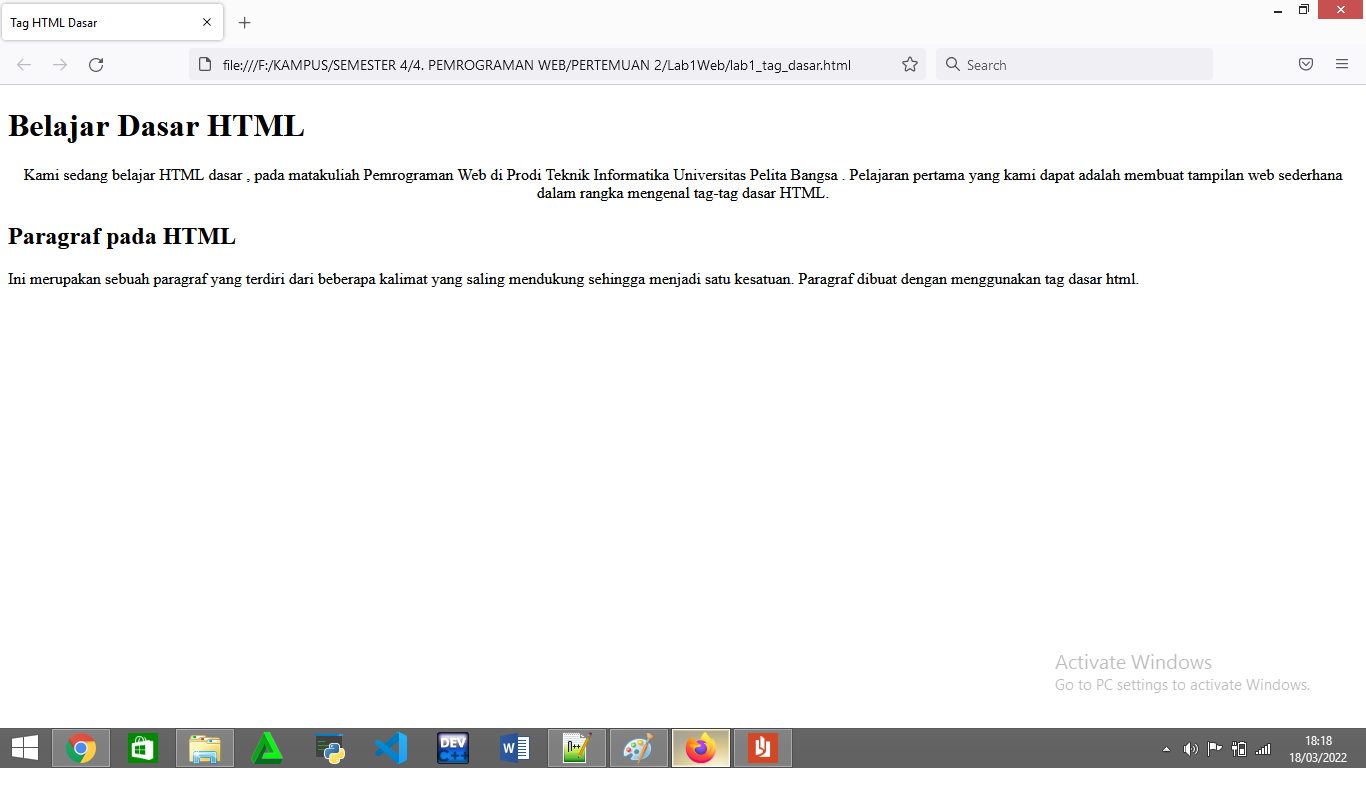 Tag HTML Dasar
file:///F:/KAMPUS/SEMESTER 4/4. PEMROGRAMAN WEB/PERTEMUAN 2/Lab1Web/lab1_tag_dasar.html
Search
Belajar Dasar HTML
Kami sedang belajar HTML dasar , pada matakuliah Pemrograman Web di Prodi Teknik Informatika Universitas Pelita Bangsa . Pelajaran pertama yang kami dapat adalah membuat tampilan web sederhana
dalam rangka mengenal tag-tag dasar HTML.
Paragraf pada HTML
Ini merupakan sebuah paragraf yang terdiri dari beberapa kalimat yang saling mendukung sehingga menjadi satu kesatuan. Paragraf dibuat dengan menggunakan tag dasar html.
Activate Windows
Go to PC settings to activate Windows.
DEV
C++
W
n++
18:18
18/03/2022